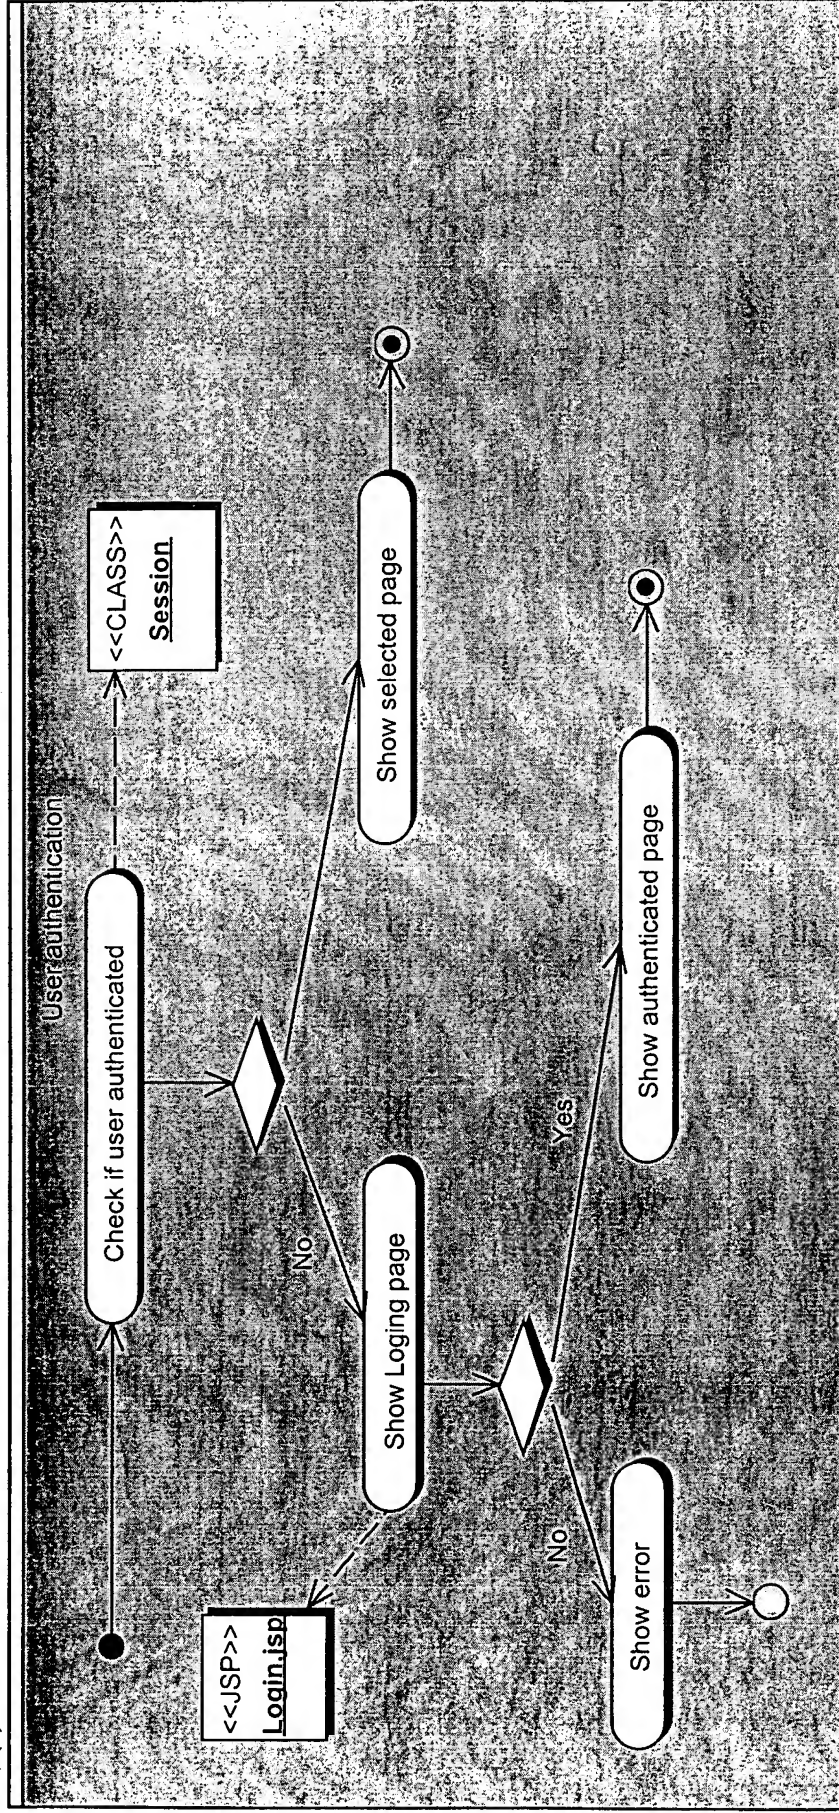 User authentication
Check if user authenticated
<<CLASS>>
Session
No
Show selected page
<<JSP>>
Login.jsp
Show Loging page
No
Yes
Show error
Show authenticated page